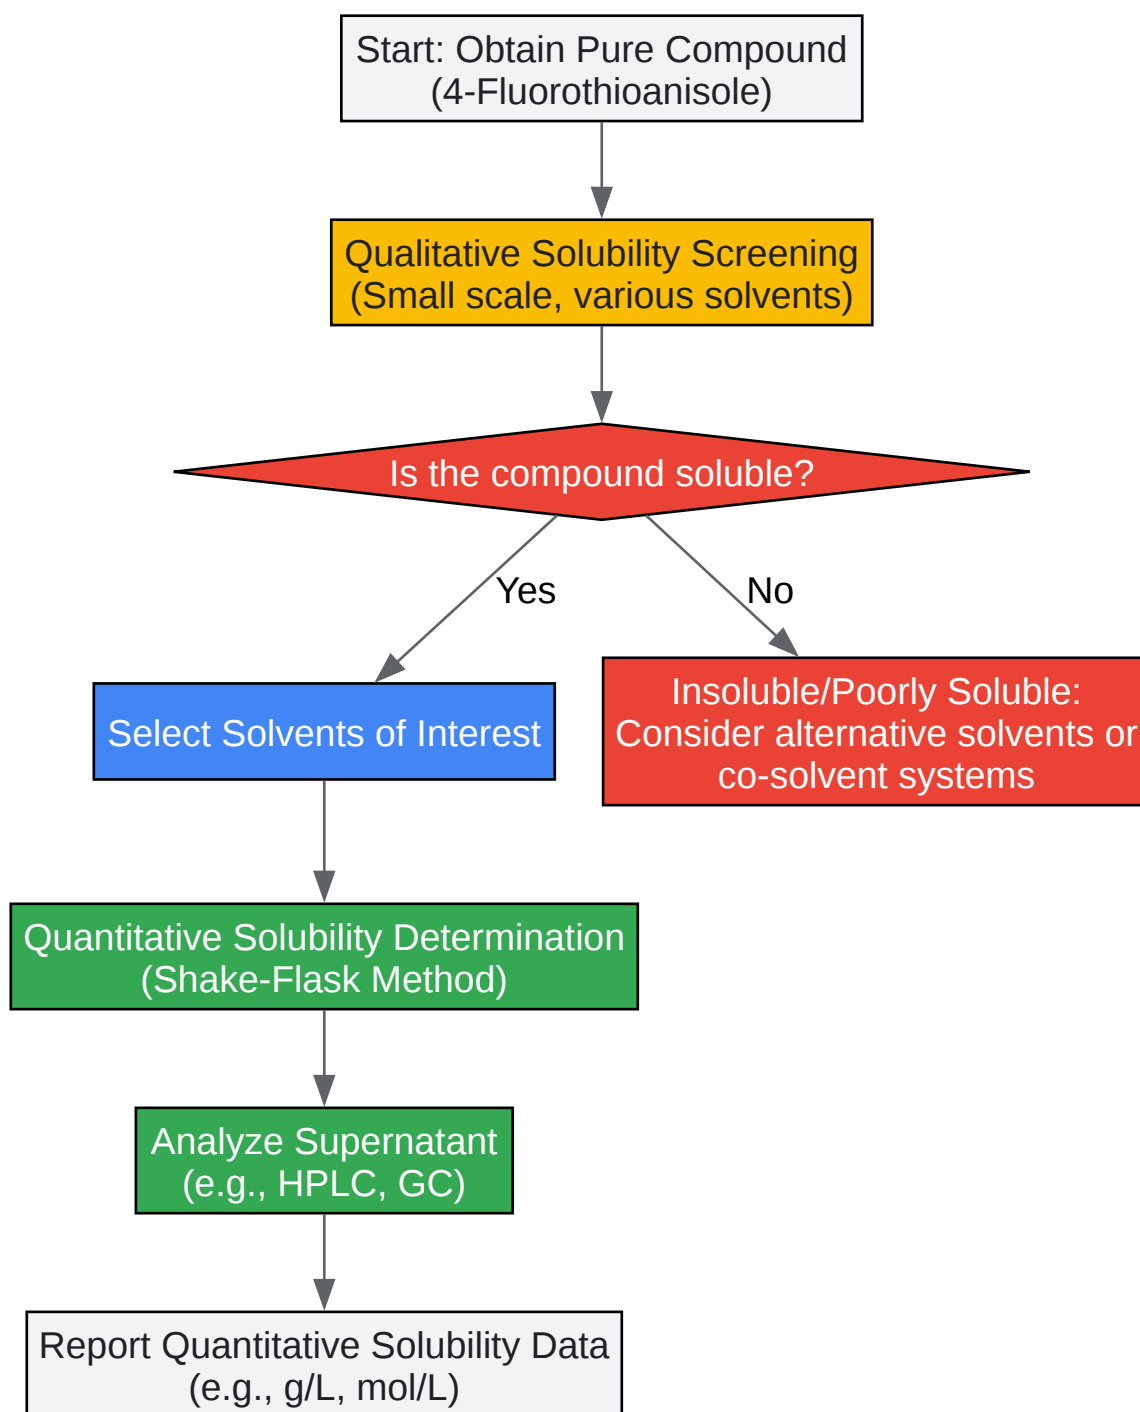 Start: Obtain Pure Compound
(4-Fluorothioanisole)
Qualitative Solubility Screening
(Small scale, various solvents)
Is the compound soluble?
Yes
No
Select Solvents of Interest
Insoluble/Poorly Soluble:
Consider alternative solvents or
co-solvent systems
Quantitative Solubility Determination
(Shake-Flask Method)
Analyze Supernatant
(e.g., HPLC, GC)
Report Quantitative Solubility Data
(e.g., g/L, mol/L)